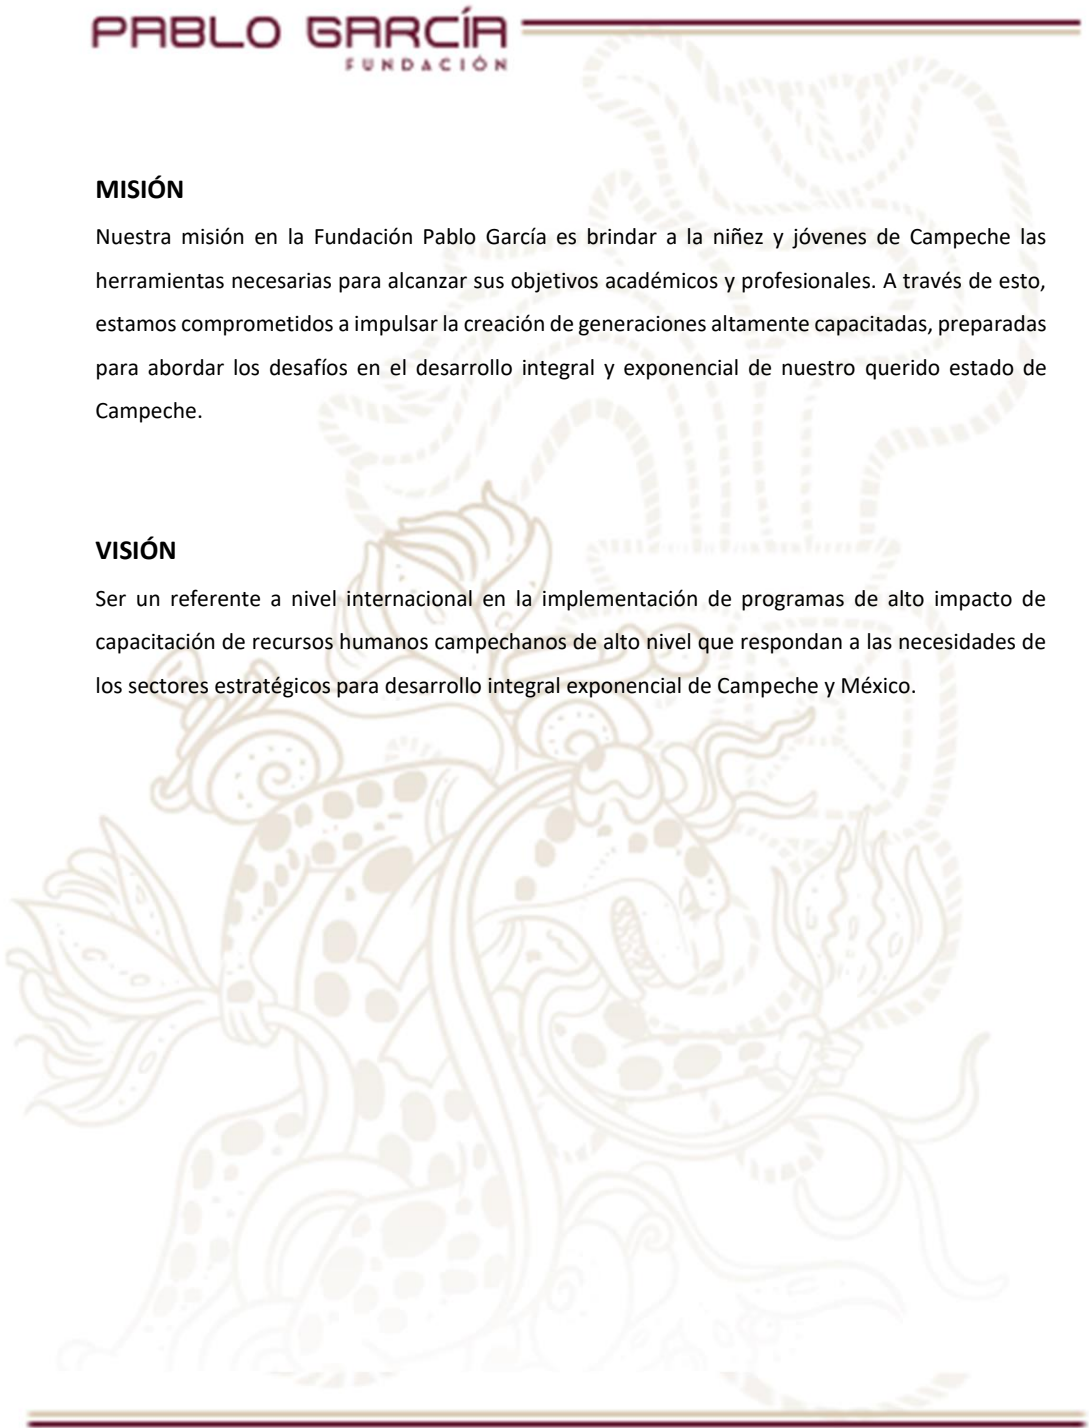 PABLO GARCÍA
FUNDACIÓN
MISIÓN
Nuestra misión en la Fundación Pablo García es brindar a la niñez y jóvenes de Campeche las
herramientas necesarias para alcanzar sus objetivos académicos y profesionales. A través de esto,
estamos comprometidos a impulsar la creación de generaciones altamente capacitadas, preparadas
para abordar los desafíos en el desarrollo integral y exponencial de nuestro querido estado de
Campeche.
VISIÓN
Ser un referente a nivel internacional en la implementación de programas de alto impacto de
capacitación de recursos humanos campechanos de alto nivel que respondan a las necesidades de
los sectores estratégicos para desarrollo integral exponencial de Campeche y México.